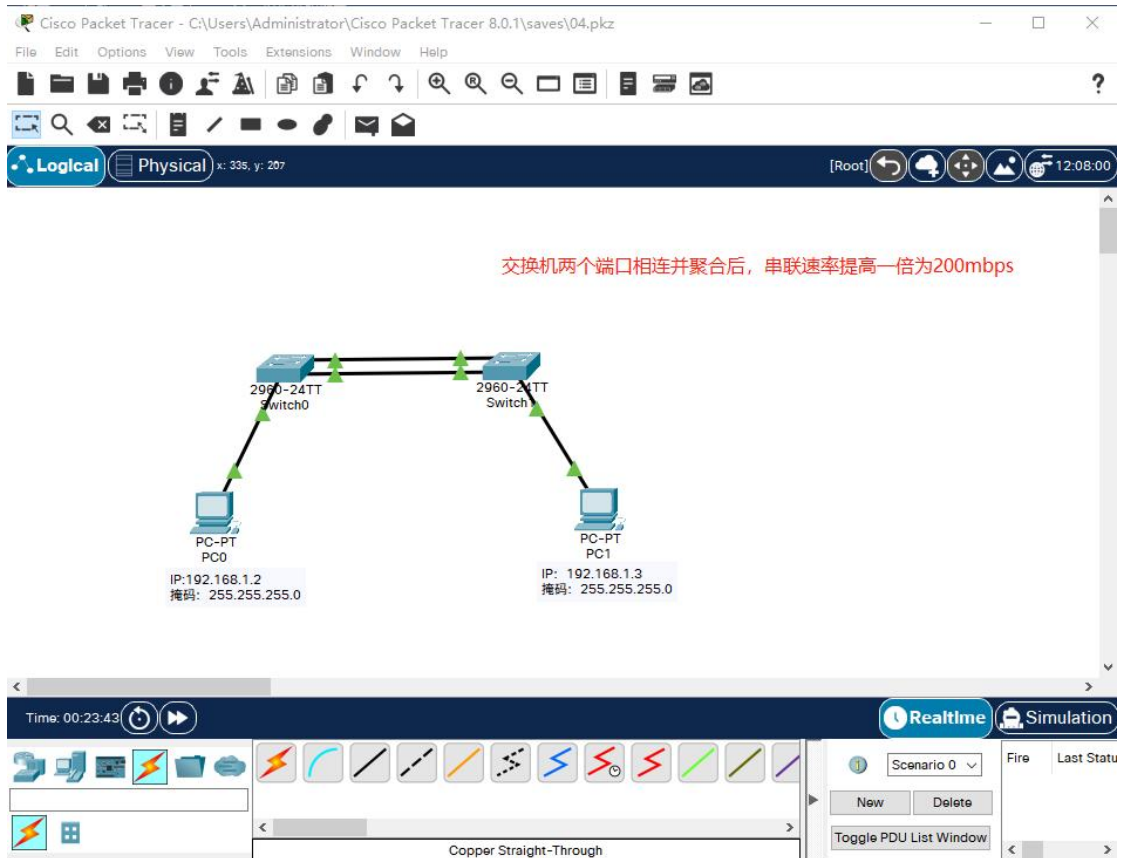 Cisco Packet Tracer - C:\Users\Administrator\Cisco Packet Tracer 8.0.1\saves\04.pkz
File Edit Options View Tools Extensions Window Help
Logical Physical x: 335, y: 207 [Root] 12:08:00
交换机两个端口相连并聚合后，串联速率提高一倍为200mbps
2960-24TT
Switch0
2960-24TT
Switch1
PC-PT
PC0
IP:192.168.1.2
掩码：255.255.255.0
PC-PT
PC1
IP：192.168.1.3
掩码：255.255.255.0
Time: 00:23:43 Realtime Simulation
Scenario 0 Fire Last Statu
New Delete
Toggle PDU List Window
Copper Straight-Through